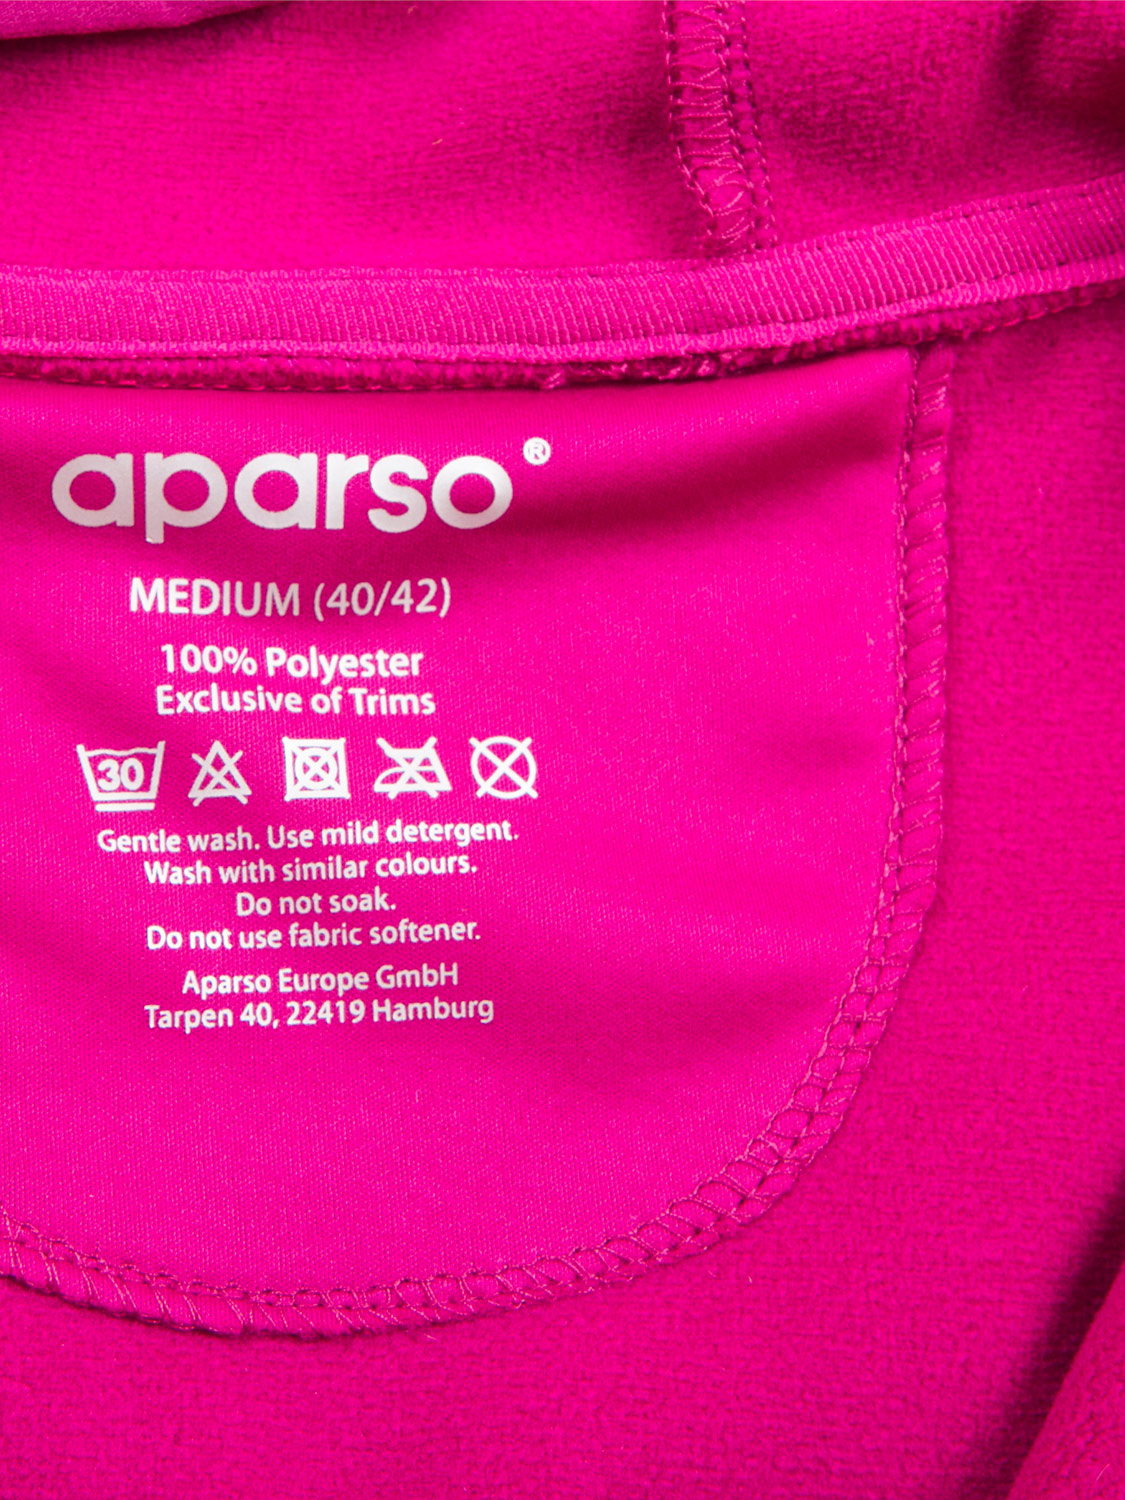 aparso®
MEDIUM (40/42)
100% Polyester
Exclusive of Trims
30
Gentle wash. Use mild detergent.
Wash with similar colours.
Do not soak.
Do not use fabric softener.
Aparso Europe GmbH
Tarpen 40, 22419 Hamburg